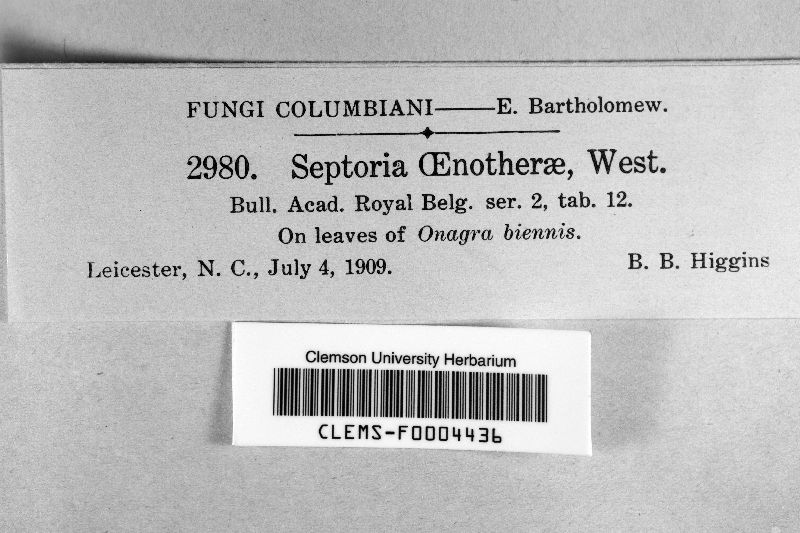 FUNGI COLUMBIANI——E. Bartholomew.
2980. Septoria Œnotheræ, West.
Bull. Acad. Royal Belg. ser. 2, tab. 12.
On leaves of Onagra biennis.
Leicester, N. C., July 4, 1909. B. B. Higgins
Clemson University Herbarium
CLEMS-F0004436